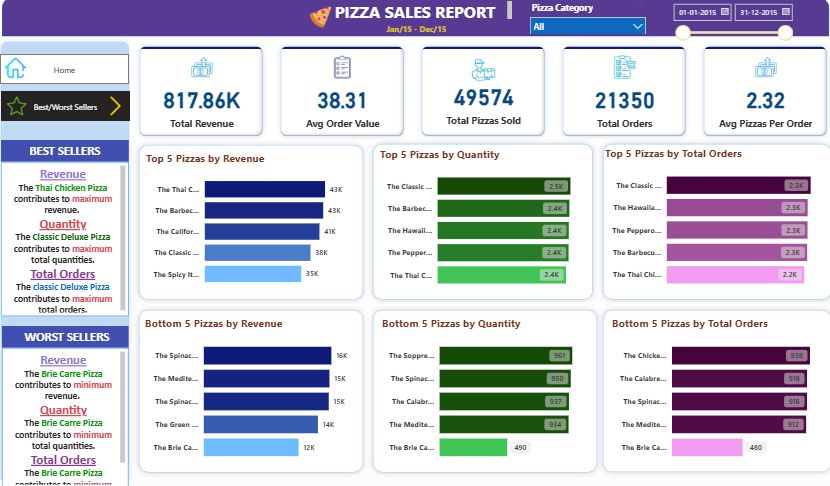 PIZZA SALES REPORT
Jan/15 - Dec/15
Pizza Category
All
01-01-2015
31-12-2015
Home
Best/Worst Sellers
817.86K
Total Revenue
38.31
Avg Order Value
49574
Total Pizzas Sold
21350
Total Orders
2.32
Avg Pizzas Per Order
BEST SELLERS
Revenue
The Thai Chicken Pizza
contributes to maximum
revenue.
Quantity
The Classic Deluxe Pizza
contributes to maximum
total quantities.
Total Orders
The classic Deluxe Pizza
contributes to maximum
total orders.
WORST SELLERS
Revenue
The Brie Carre Pizza
contributes to minimum
revenue.
Quantity
The Brie Carre Pizza
contributes to minimum
total quantities.
Total Orders
The Brie Carre Pizza
contributes to minimum
Top 5 Pizzas by Revenue
The Thai C... 43K
The Barbec... 43K
The Califor... 41K
The Classic ... 38K
The Spicy It... 35K
Top 5 Pizzas by Quantity
The Classic ... 2.5K
The Barbec... 2.4K
The Hawaii... 2.4K
The Pepper... 2.4K
The Thai C... 2.4K
Top 5 Pizzas by Total Orders
The Classic ... 2.3K
The Hawaiia... 2.3K
The Peppero... 2.3K
The Barbecu... 2.3K
The Thai Chi... 2.2K
Bottom 5 Pizzas by Revenue
The Spinac... 16K
The Medite... 15K
The Spinac... 15K
The Green ... 14K
The Brie Ca... 12K
Bottom 5 Pizzas by Quantity
The Soppre... 961
The Spinac... 950
The Calabr... 937
The Medite... 934
The Brie Ca... 490
Bottom 5 Pizzas by Total Orders
The Chicke... 938
The Calabre... 918
The Spinac... 918
The Medite... 912
The Brie Ca... 480